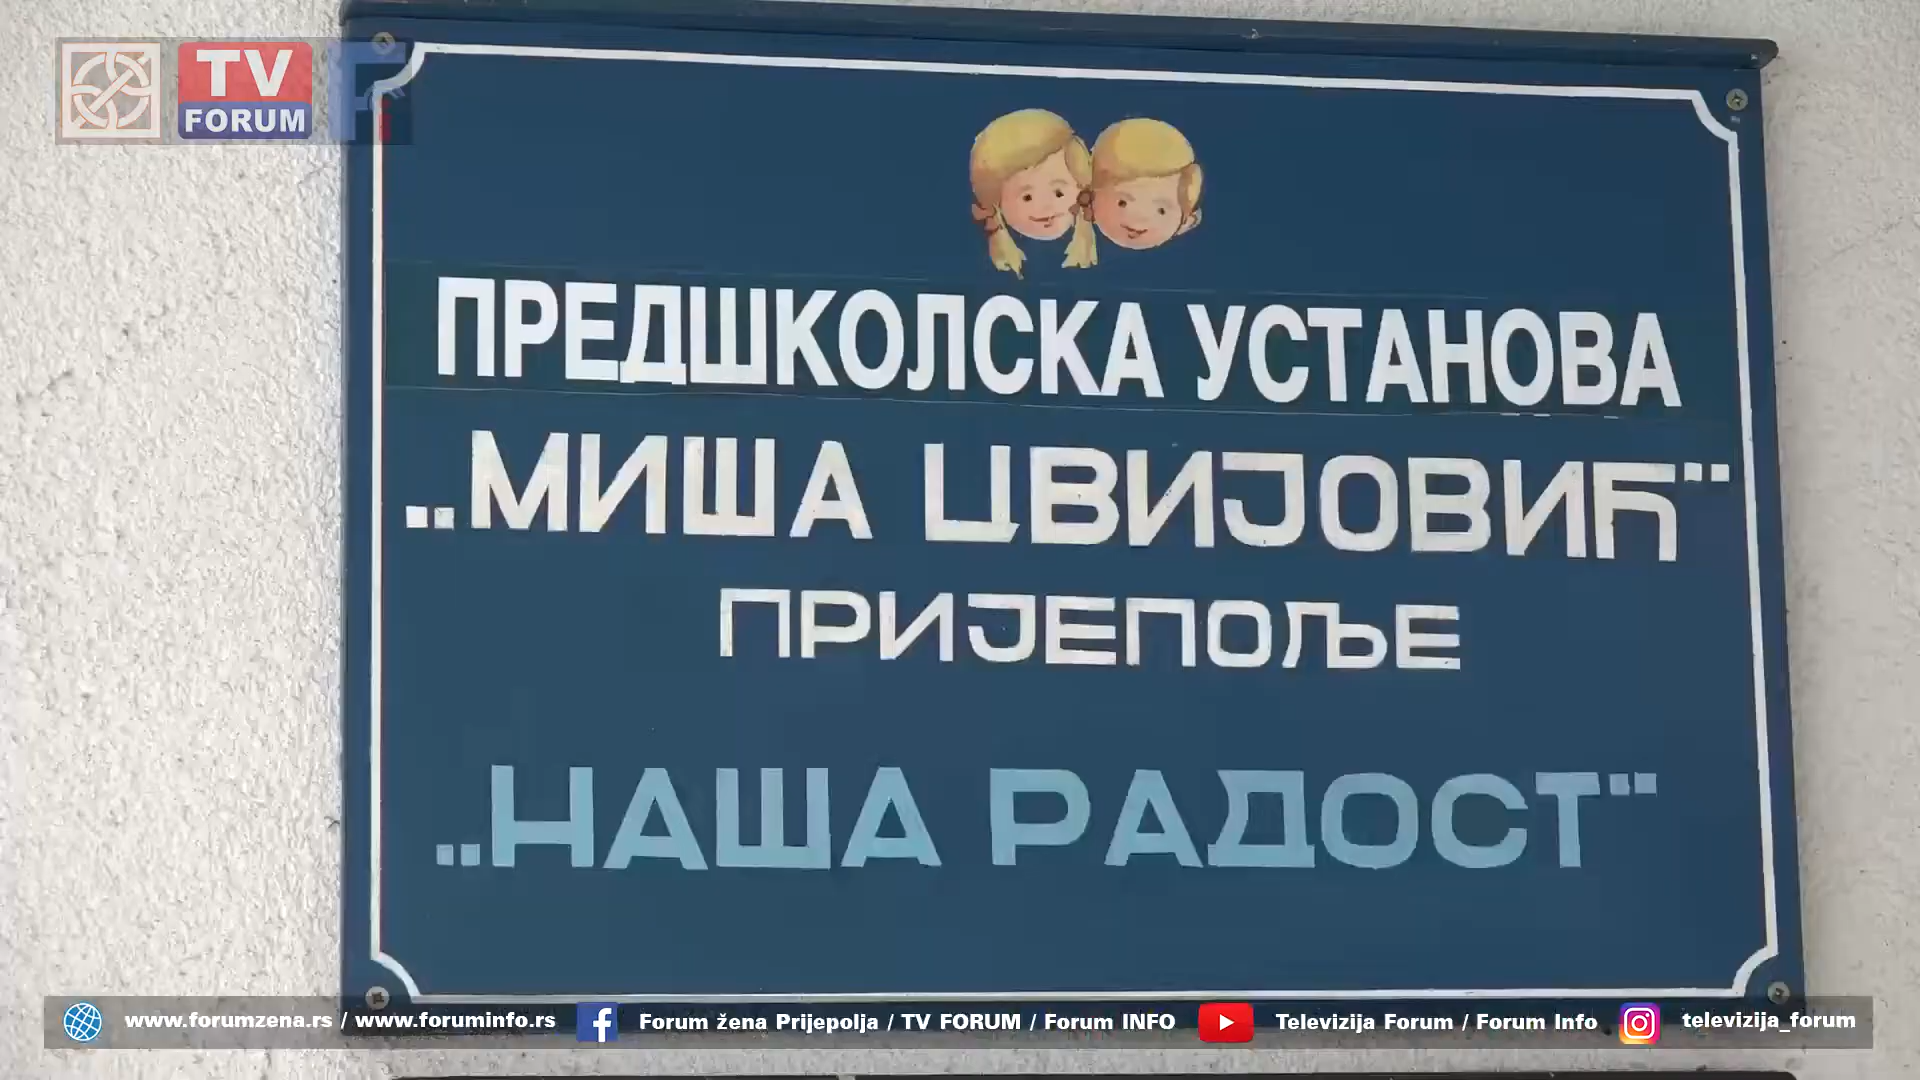 TV
FORUM
ПРЕДШКОЛСКА УСТАНОВА
„МИША ЦВИЈОВИЋ"
ПРИЈЕПОЉЕ
„НАША РАДОСТ"
www.forumzena.rs / www.foruminfo.rs Forum žena Prijepolja / TV FORUM / Forum INFO Televizija Forum / Forum Info televizija_forum